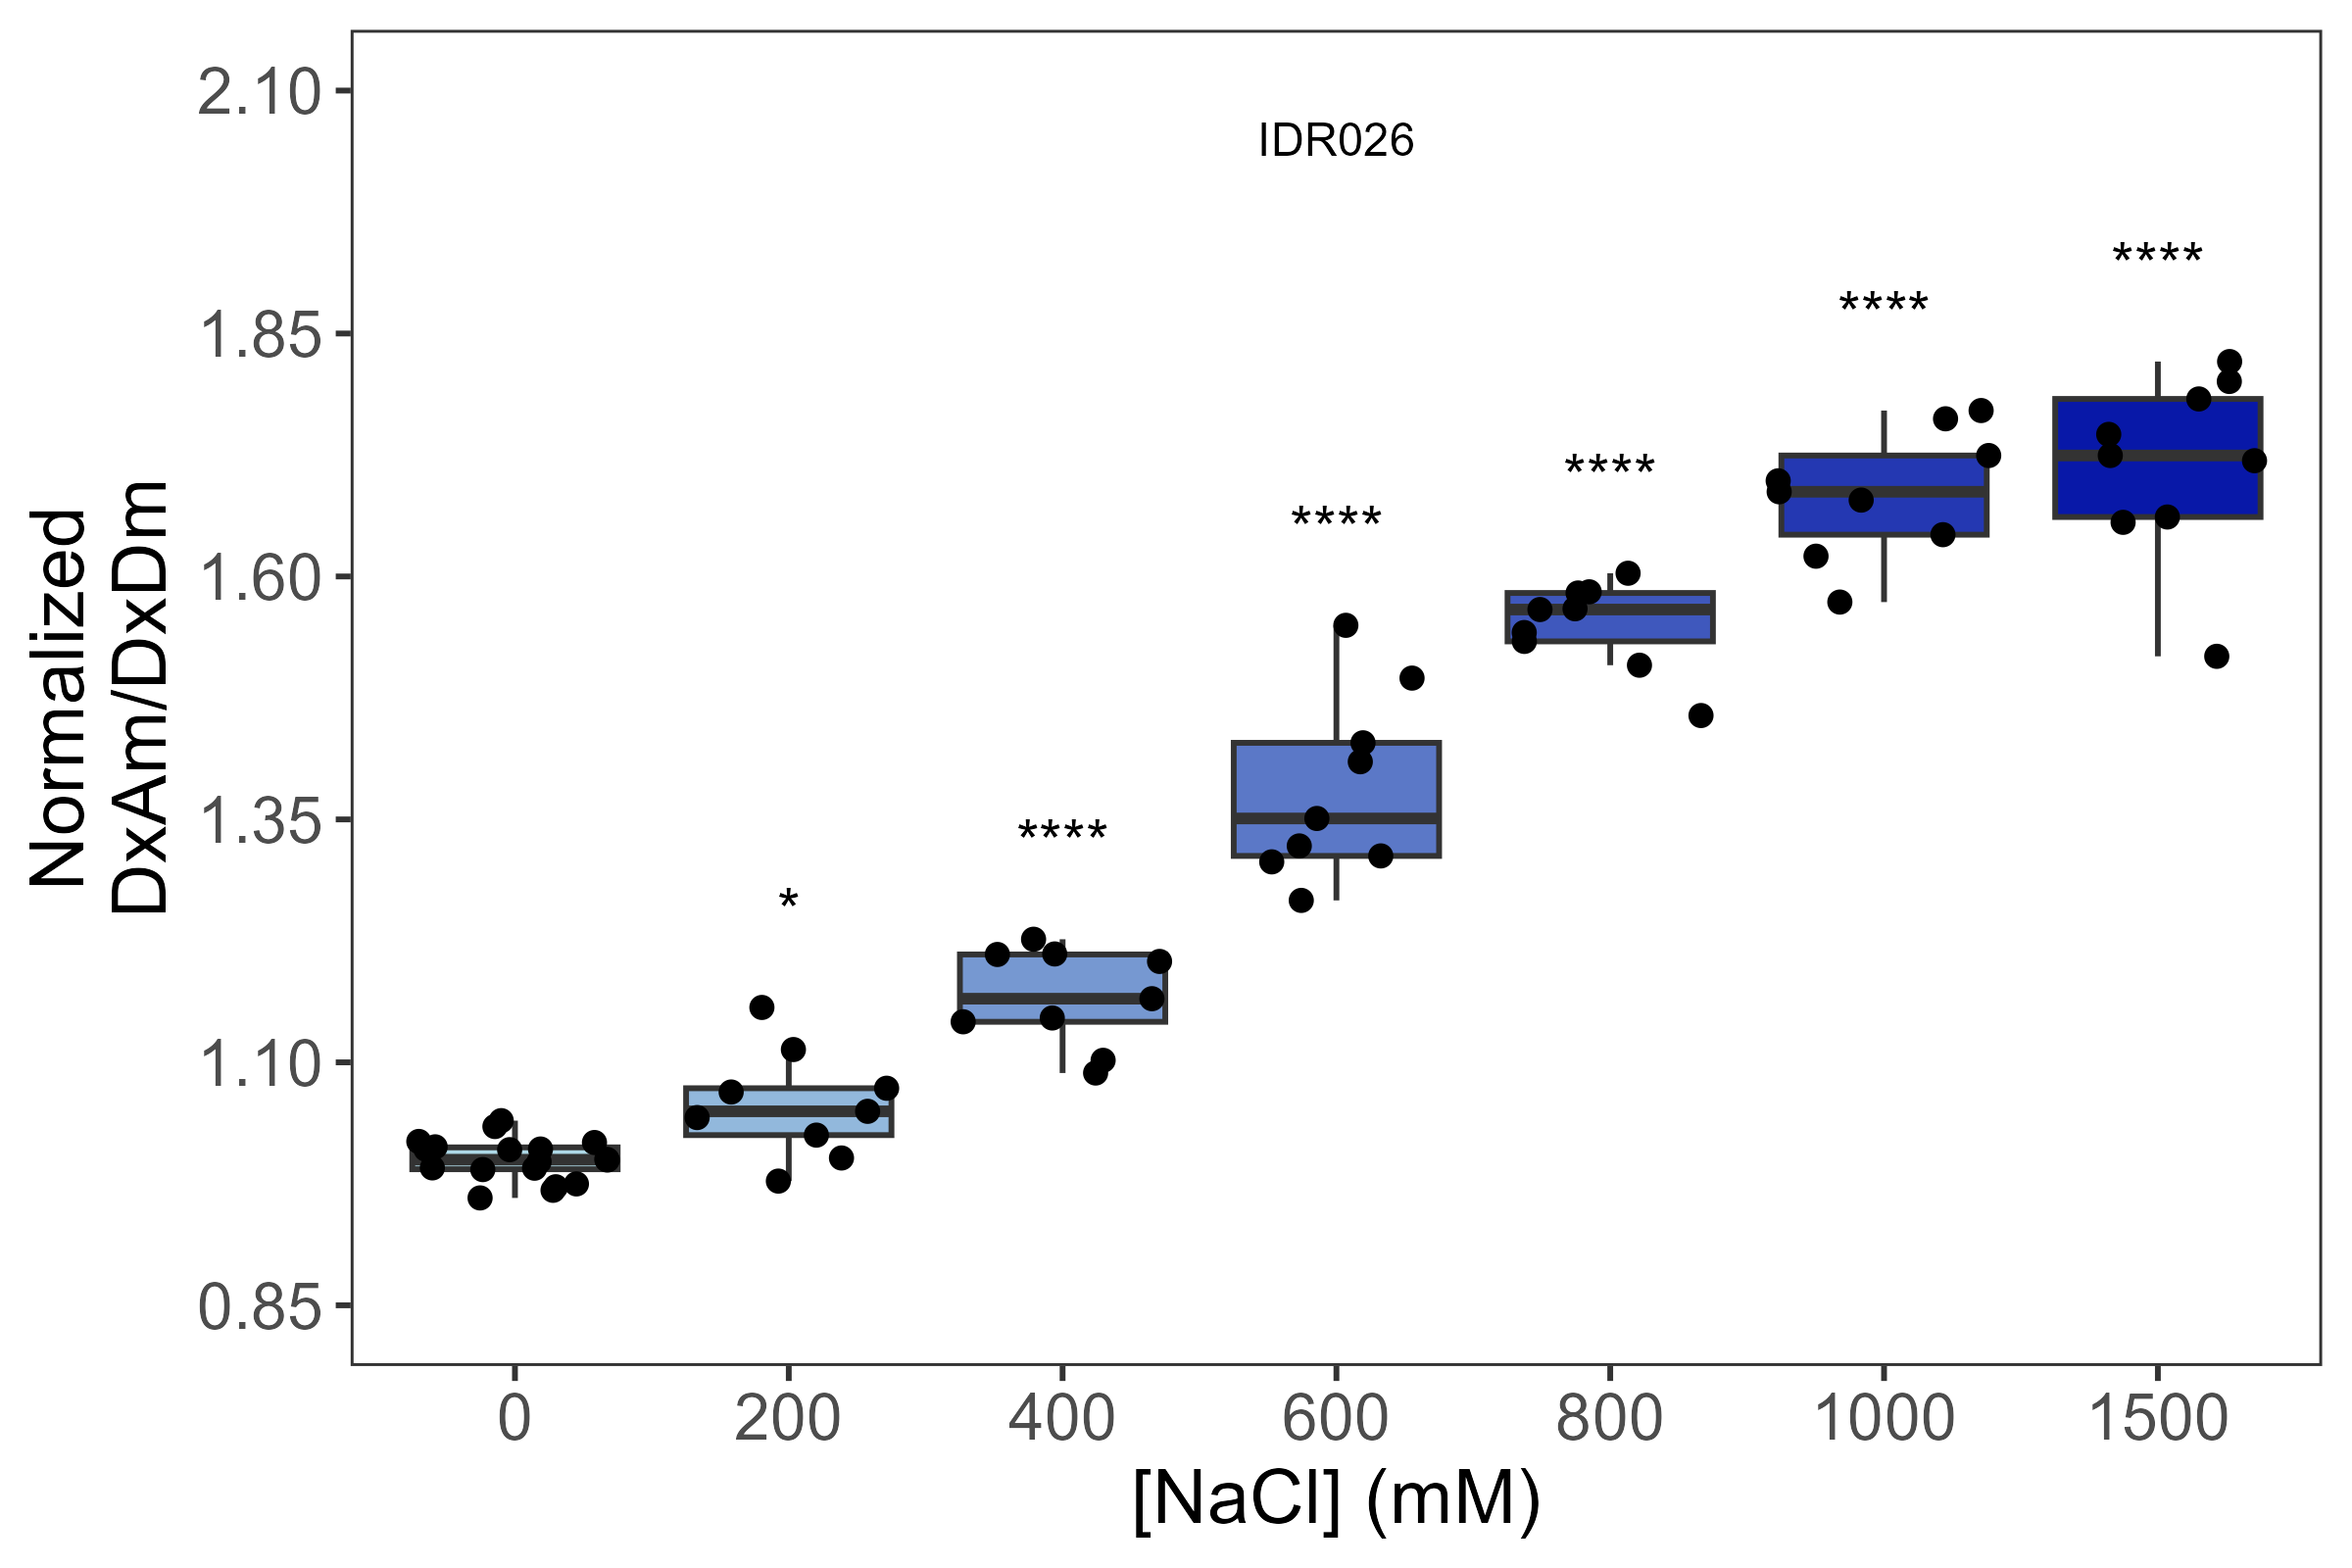 IDR026
2.10
1.85
1.60
1.35
1.10
0.85
Normalized
DxAm/DxDm
*
****
****
****
****
****
0 200 400 600 800 1000 1500
[NaCl] (mM)